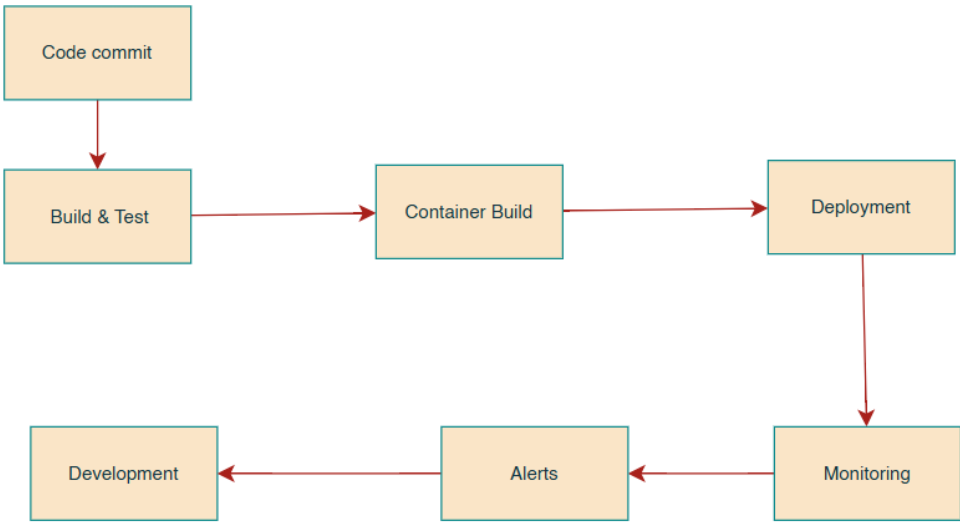 Code commit
Build & Test
Container Build
Deployment
Development
Alerts
Monitoring